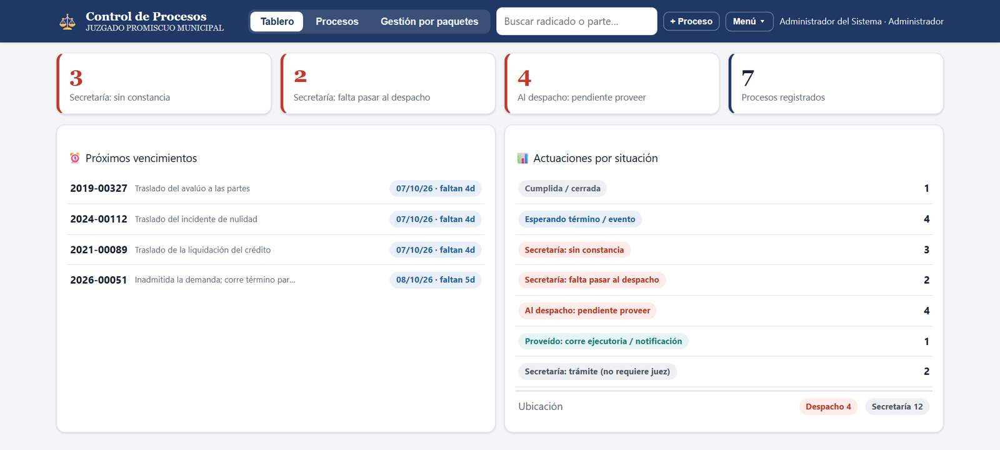 Control de Procesos
JUZGADO PROMISCUO MUNICIPAL
Tablero
Procesos
Gestión por paquetes
Buscar radicado o parte...
+ Proceso
Menú ▾
Administrador del Sistema · Administrador
3
Secretaría: sin constancia
2
Secretaría: falta pasar al despacho
4
Al despacho: pendiente proveer
7
Procesos registrados
Próximos vencimientos
2019-00327 Traslado del avalúo a las partes 07/10/26 · faltan 4d
2024-00112 Traslado del incidente de nulidad 07/10/26 · faltan 4d
2021-00089 Traslado de la liquidación del crédito 07/10/26 · faltan 4d
2026-00051 Inadmitida la demanda; corre término par... 08/10/26 · faltan 5d
Actuaciones por situación
Cumplida / cerrada 1
Esperando término / evento 4
Secretaría: sin constancia 3
Secretaría: falta pasar al despacho 2
Al despacho: pendiente proveer 4
Proveído: corre ejecutoria / notificación 1
Secretaría: trámite (no requiere juez) 2
Ubicación Despacho 4 Secretaría 12